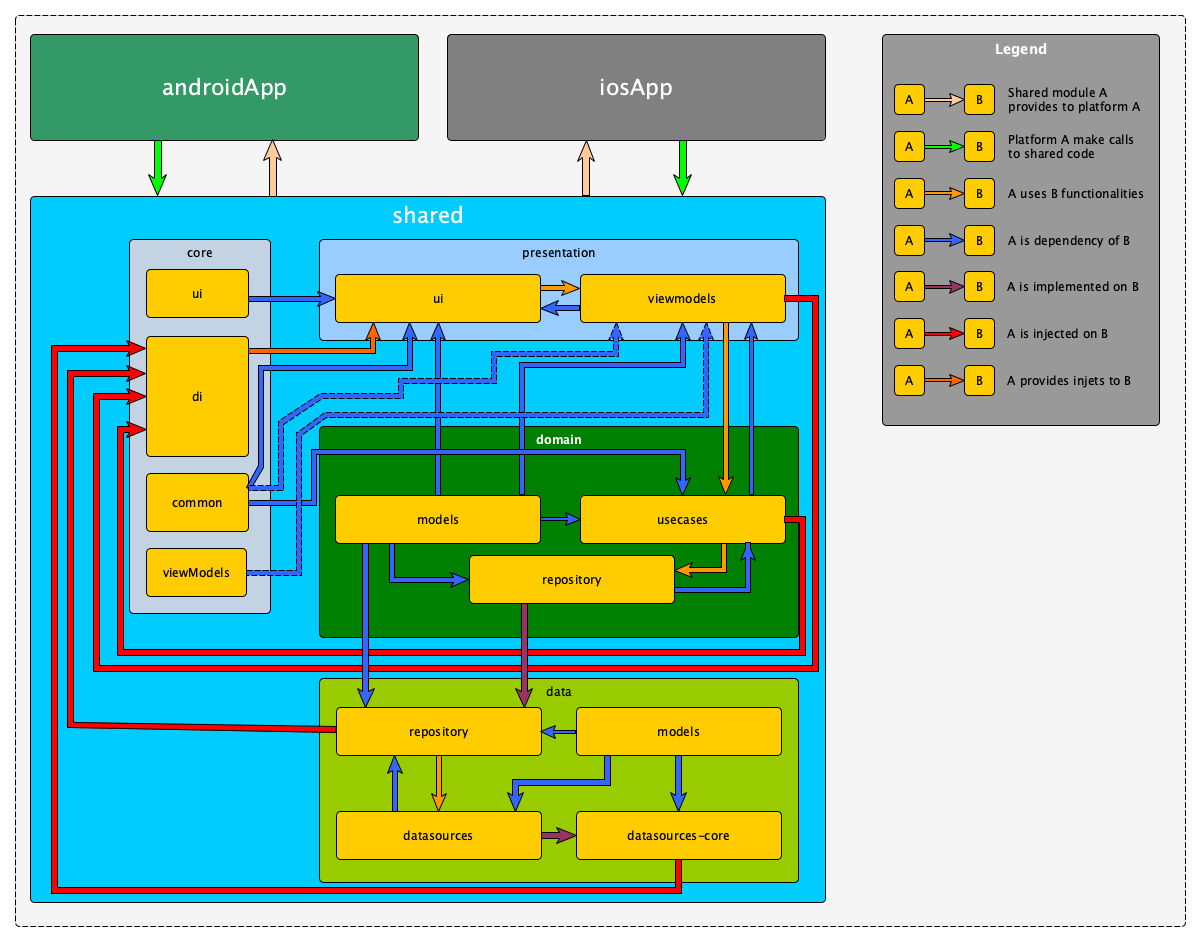 androidApp
iosApp
Legend
A
B
Shared module A
provides to platform A
A
B
Platform A make calls
to shared code
A
B
A uses B functionalities
A
B
A is dependency of B
A
B
A is implemented on B
A
B
A is injected on B
A
B
A provides injets to B
shared
core
ui
di
common
viewModels
presentation
ui
viewmodels
domain
models
usecases
repository
data
repository
models
datasources
datasources-core